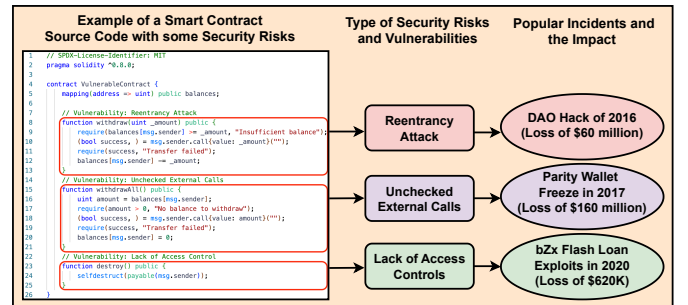 Example of a Smart Contract
Source Code with some Security Risks
Type of Security Risks
and Vulnerabilities
Popular Incidents and
the Impact
1 // SPDX-License-Identifier: MIT
2 pragma solidity ^0.8.0;
3
4 contract VulnerableContract {
5 mapping(address => uint) public balances;
6
7 // Vulnerability: Reentrancy Attack
8 function withdraw(uint _amount) public {
9 require(balances[msg.sender] >= _amount, "Insufficient balance");
10 (bool success, ) = msg.sender.call{value: _amount}("");
11 require(success, "Transfer failed");
12 balances[msg.sender] -= _amount;
13 }
14 // Vulnerability: Unchecked External Calls
15 function withdrawAll() public {
16 uint amount = balances[msg.sender];
17 require(amount > 0, "No balance to withdraw");
18 (bool success, ) = msg.sender.call{value: amount}("");
19 require(success, "Transfer failed");
20 balances[msg.sender] = 0;
21 }
22 // Vulnerability: Lack of Access Control
23 function destroy() public {
24 selfdestruct(payable(msg.sender));
25 }
26 }
Reentrancy
Attack
DAO Hack of 2016
(Loss of $60 million)
Unchecked
External Calls
Parity Wallet
Freeze in 2017
(Loss of $160 million)
Lack of Access
Controls
bZx Flash Loan
Exploits in 2020
(Loss of $620K)